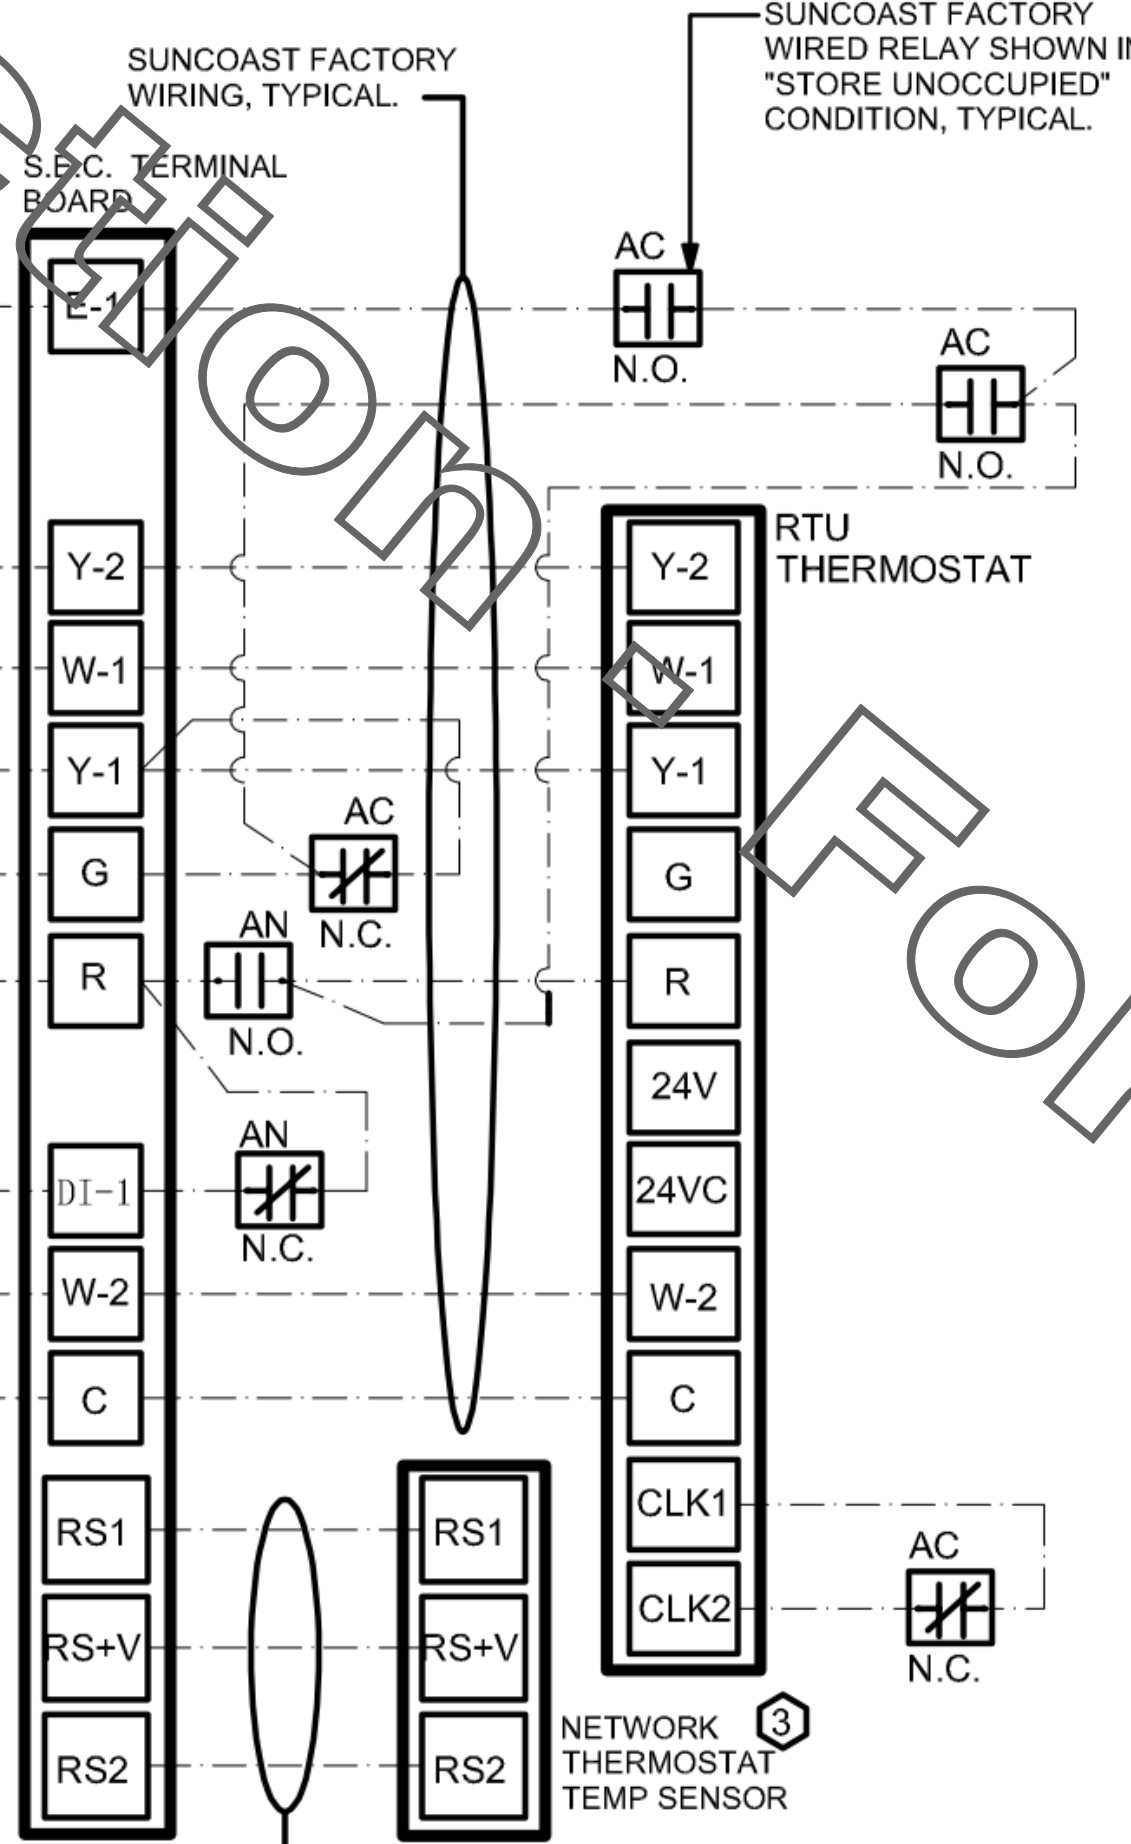 SUNCOAST FACTORY
WIRED RELAY SHOWN IN
"STORE UNOCCUPIED"
CONDITION, TYPICAL.
SUNCOAST FACTORY
WIRING, TYPICAL.
S.E.C. TERMINAL
BOARD
E-1
AC
N.O.
AC
N.O.
RTU
THERMOSTAT
Y-2
W-1
Y-1
G
R
DI-1
W-2
C
RS1
RS+V
RS2
AC
N.C.
AN
N.O.
AN
N.C.
Y-2
W-1
Y-1
G
R
24V
24VC
W-2
C
CLK1
CLK2
AC
N.C.
RS1
RS+V
RS2
NETWORK
THERMOSTAT
TEMP SENSOR
3